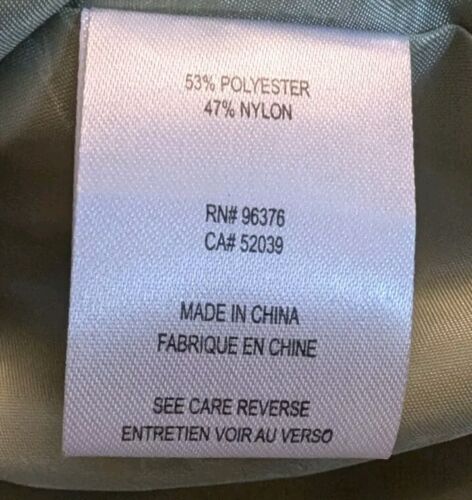 53% POLYESTER
47% NYLON
RN# 96376
CA# 52039
MADE IN CHINA
FABRIQUE EN CHINE
SEE CARE REVERSE
ENTRETIEN VOIR AU VERSO